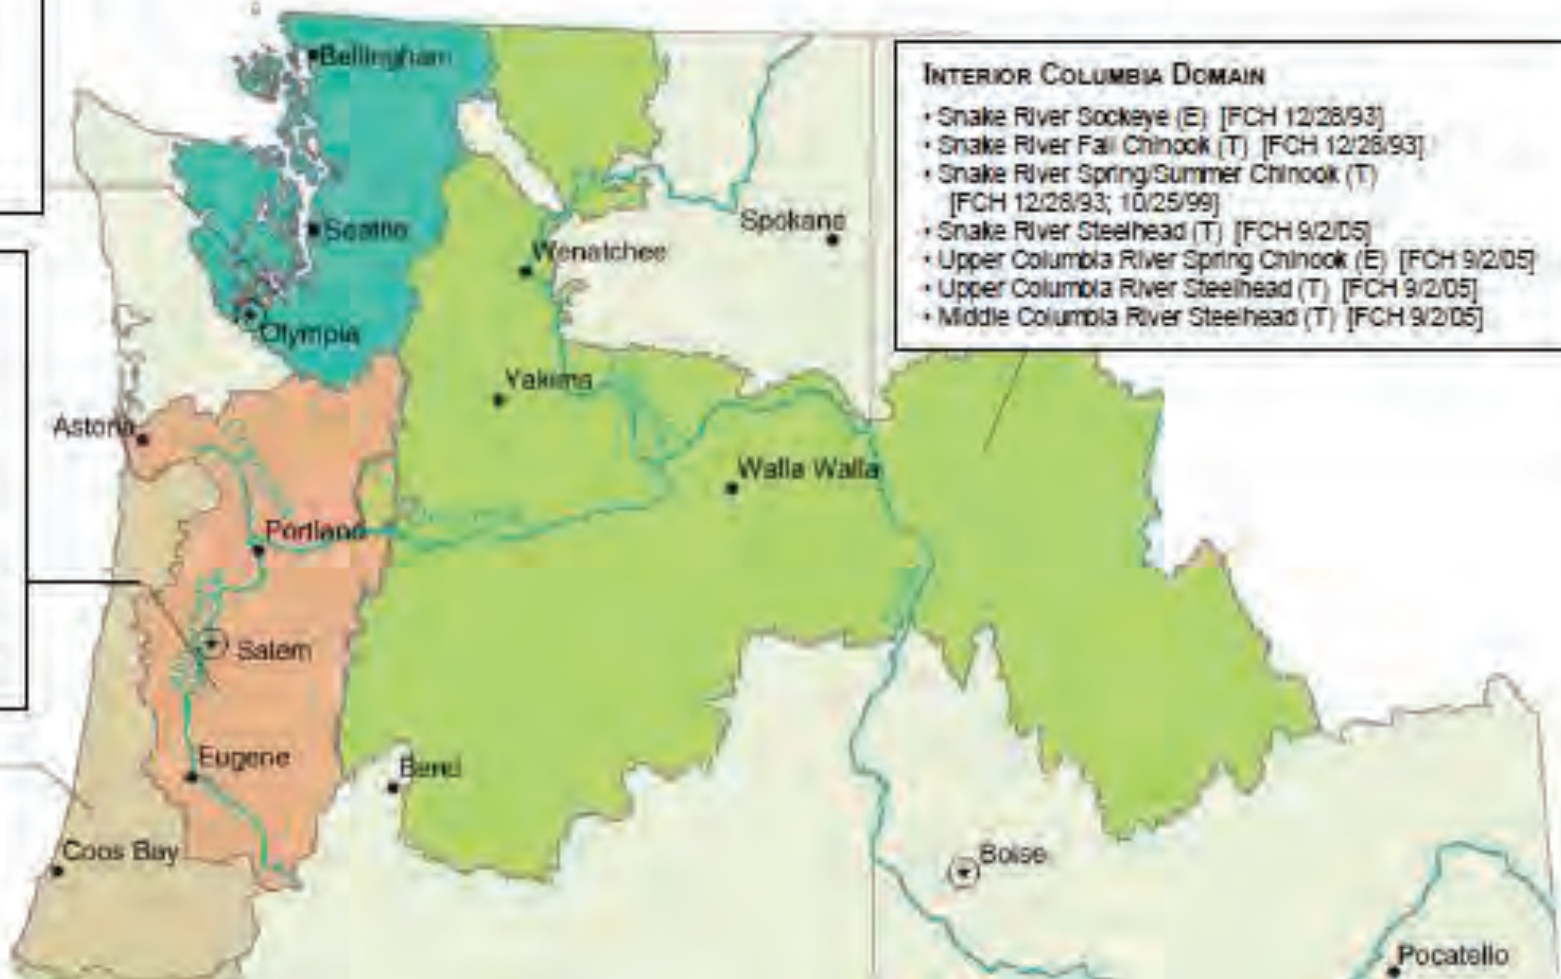 Bellingham
INTERIOR COLUMBIA DOMAIN
• Snake River Sockeye (E) [FCH 12/28/93]
• Snake River Fall Chinook (T) [FCH 12/28/93]
• Snake River Spring/Summer Chinook (T)
[FCH 12/28/93; 10/25/99]
• Snake River Steelhead (T) [FCH 9/2/05]
• Upper Columbia River Spring Chinook (E) [FCH 9/2/05]
• Upper Columbia River Steelhead (T) [FCH 9/2/05]
• Middle Columbia River Steelhead (T) [FCH 9/2/05]
Seattle
Spokane
Wenatchee
Olympia
Yakima
Astoria
Walla Walla
Portland
Salem
Eugene
Bend
Coos Bay
Boise
Pocatello